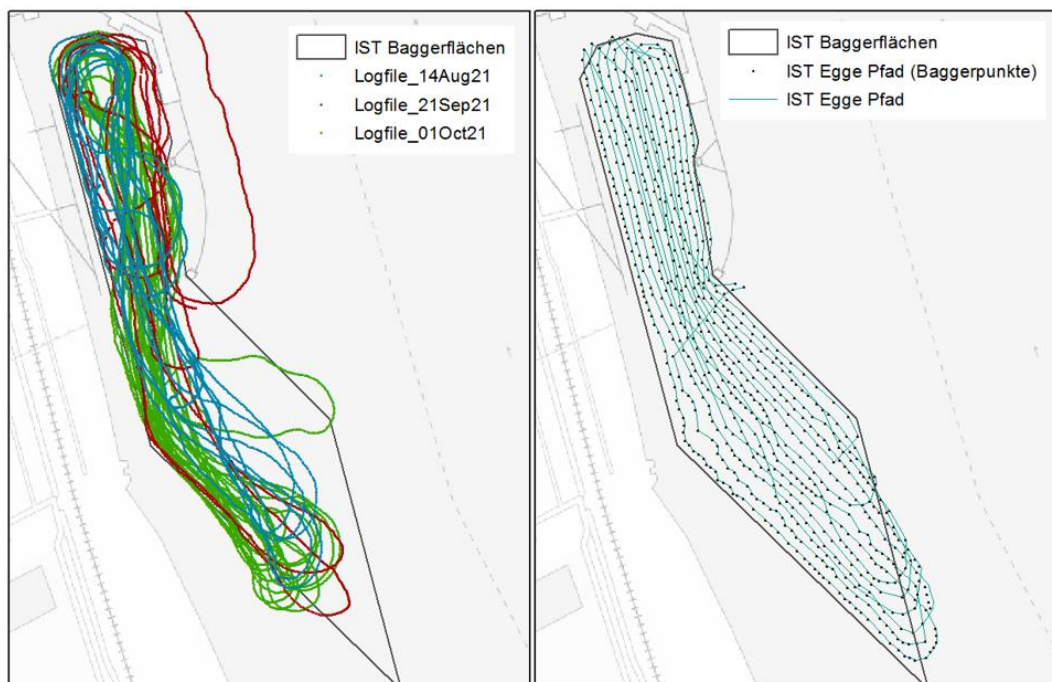 IST Baggerflächen
Logfile_14Aug21
Logfile_21Sep21
Logfile_01Oct21
IST Baggerflächen
IST Egge Pfad (Baggerpunkte)
IST Egge Pfad